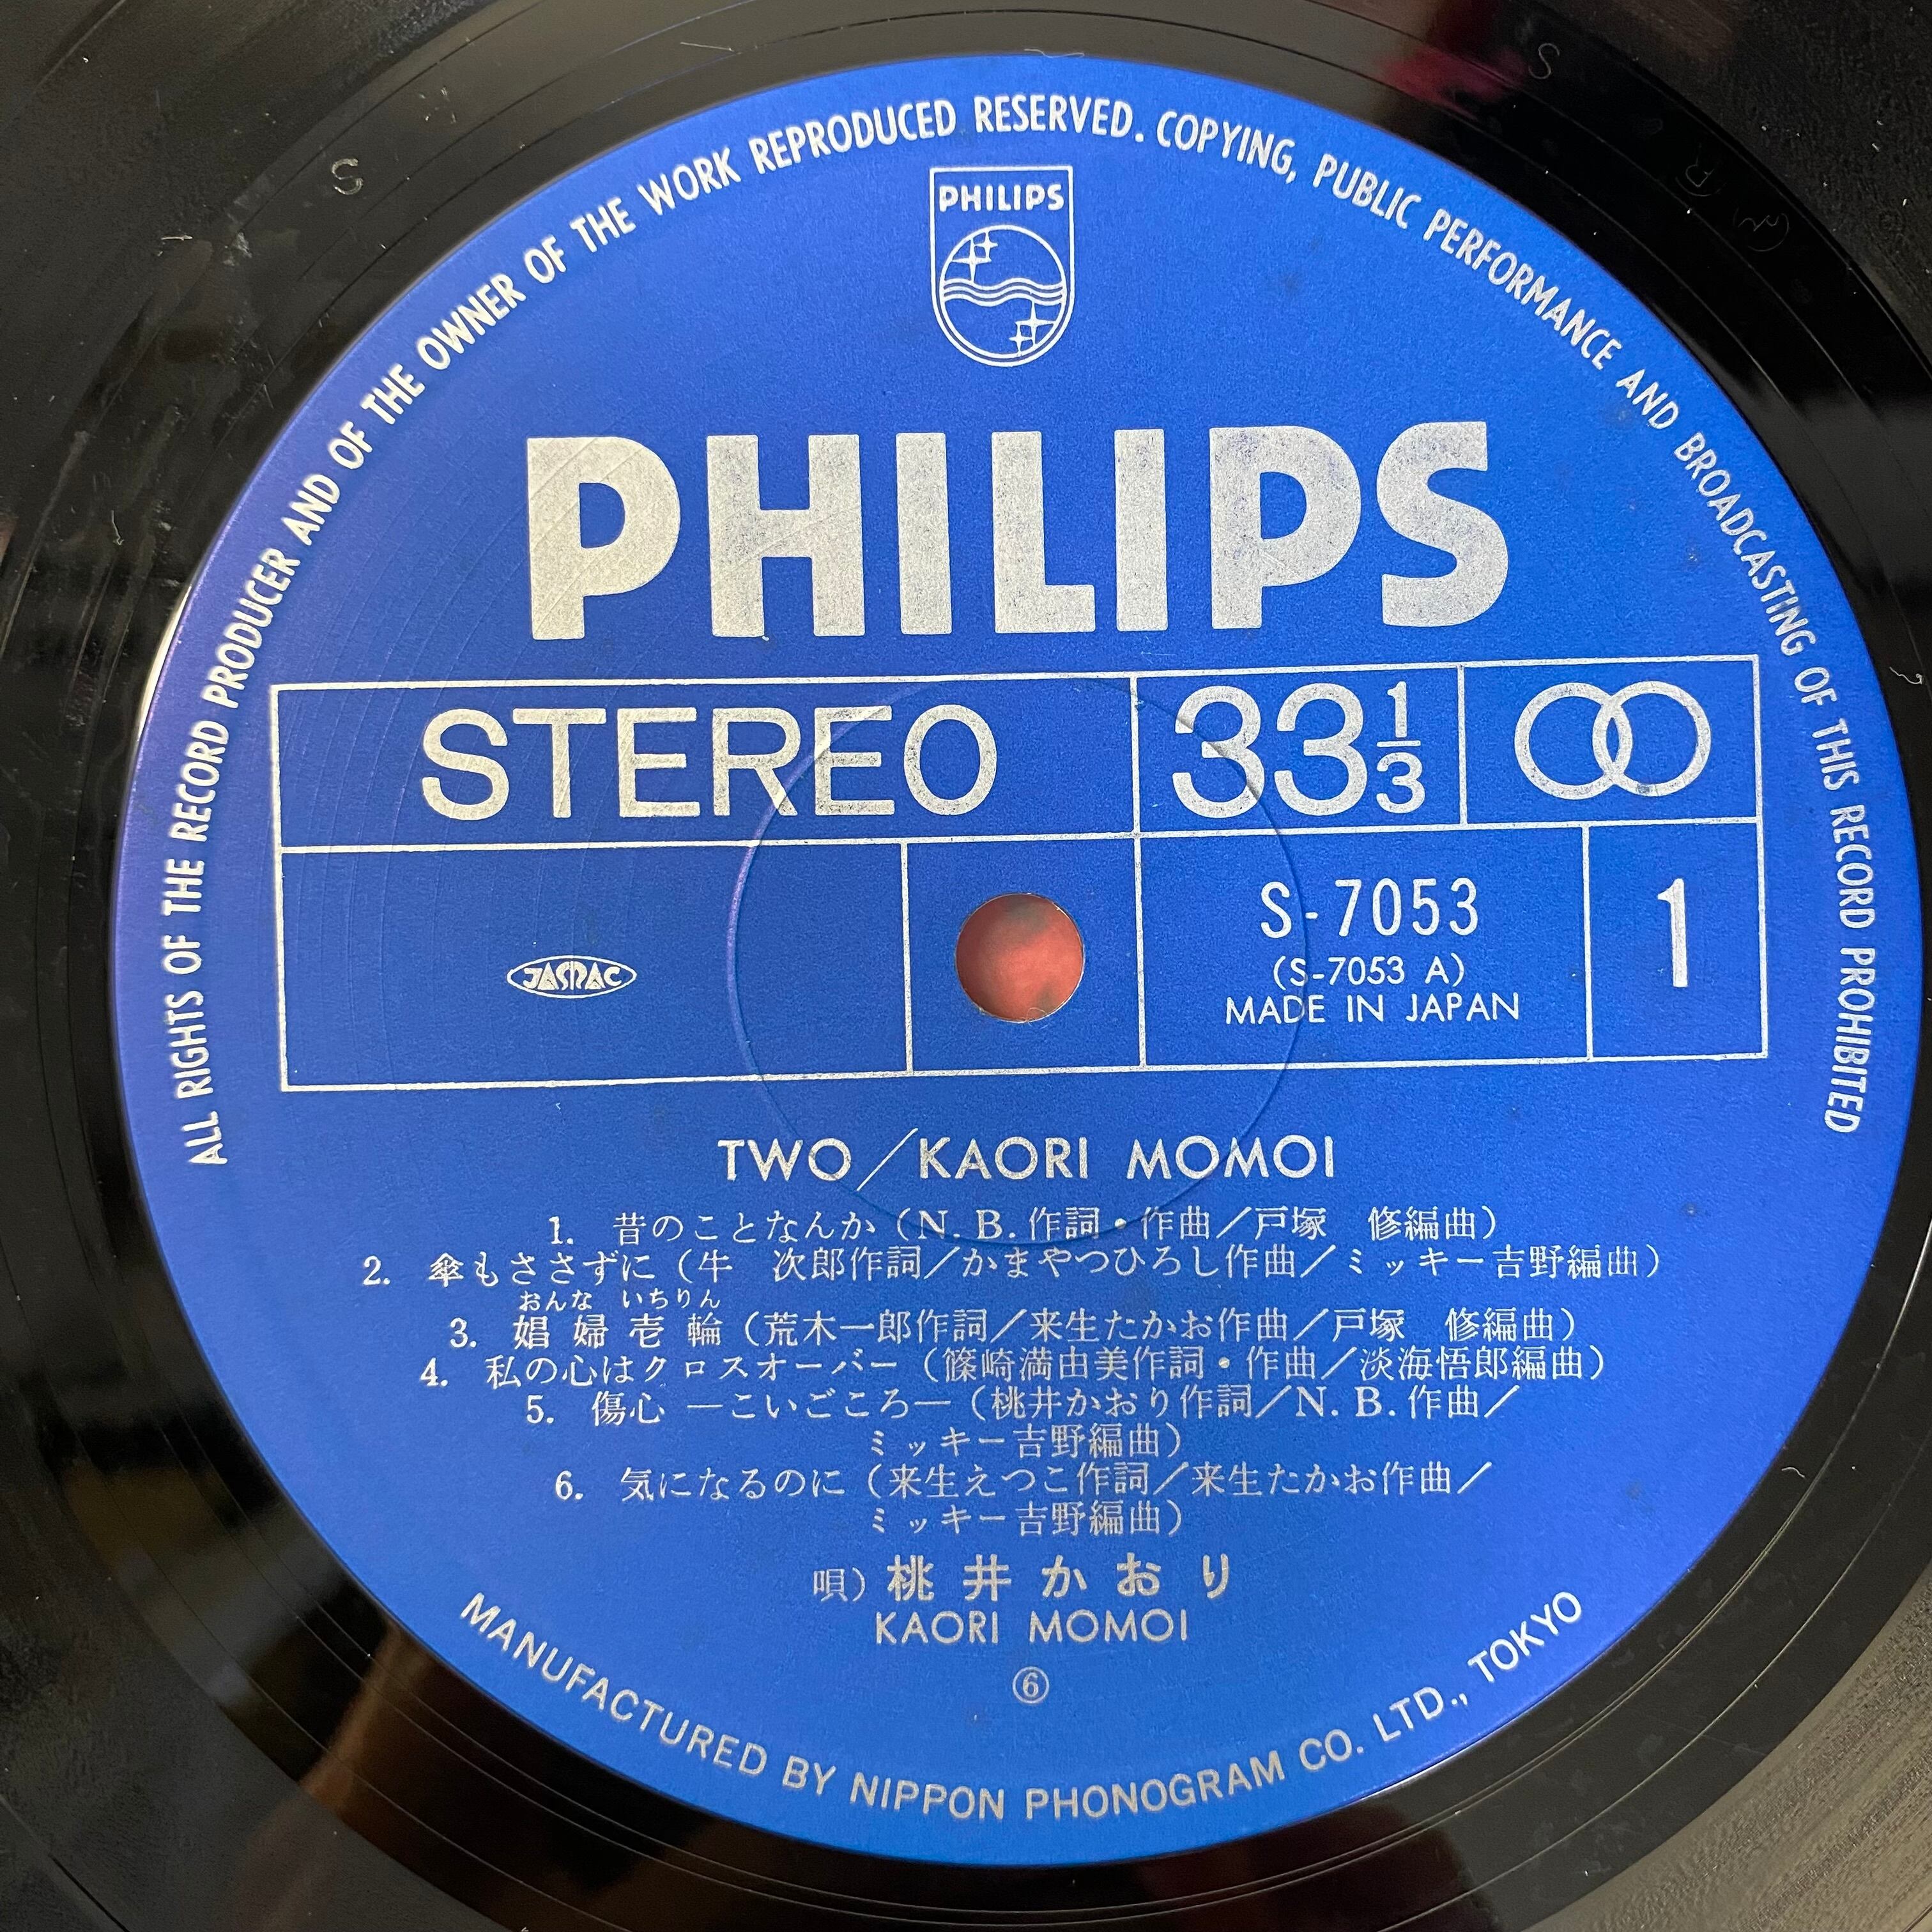 ALL RIGHTS OF THE RECORD PRODUCER AND OF THE OWNER OF THE WORK REPRODUCED RESERVED. COPYING, PUBLIC PERFORMANCE AND BROADCASTING OF THIS RECORD PROHIBITED
PHILIPS
PHILIPS
STEREO
33 1/3
JASRAC
S-7053
(S-7053 A)
MADE IN JAPAN
1
TWO/KAORI MOMOI
1. 昔のことなんか(N.B.作詞・作曲/戸塚 修編曲)
2. 傘もささずに(牛 次郎作詞/かまやつひろし作曲/ミッキー吉野編曲)
おんな いちりん
3. 娼婦壱輪(荒木一郎作詞/来生たかお作曲/戸塚 修編曲)
4. 私の心はクロスオーバー(篠崎満由美作詞・作曲/淡海悟郎編曲)
5. 傷心 ―こいごころ―(桃井かおり作詞/N.B.作曲/
ミッキー吉野編曲)
6. 気になるのに(来生えつこ作詞/来生たかお作曲/
ミッキー吉野編曲)
唄)桃井かおり
KAORI MOMOI
⑥
MANUFACTURED BY NIPPON PHONOGRAM CO. LTD., TOKYO